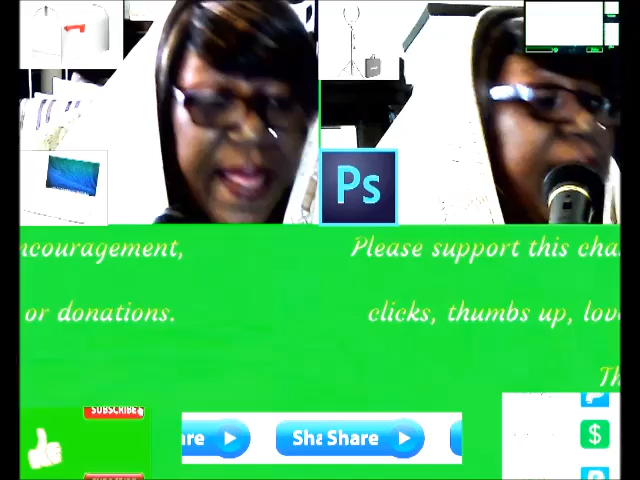 Ps
ncouragement,
Please support this cha
or donations.
clicks, thumbs up, lov
Th
SUBSCRIBE
are
Sha Share
$